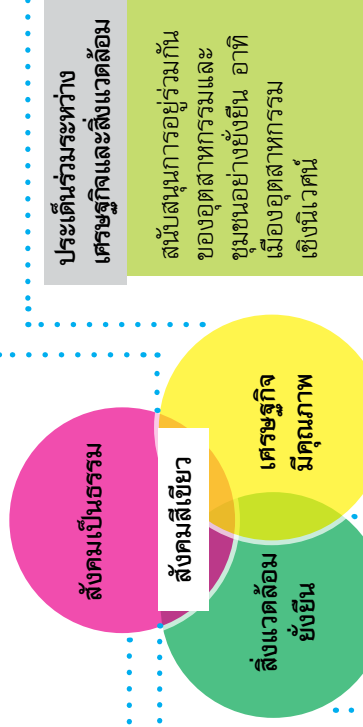 ประเด็นร่วมระหว่าง
เศรษฐกิจและสิ่งแวดล้อม
สนับสนุนการอยู่ร่วมกัน
ของอุตสาหกรรมและ
ชุมชนอย่างยั่งยืน อาทิ
เมืองอุตสาหกรรม
เชิงนิเวศน์
สังคมเป็นธรรม
สังคมสีเขียว
สิ่งแวดล้อม
ยั่งยืน
เศรษฐกิจ
มีคุณภาพ